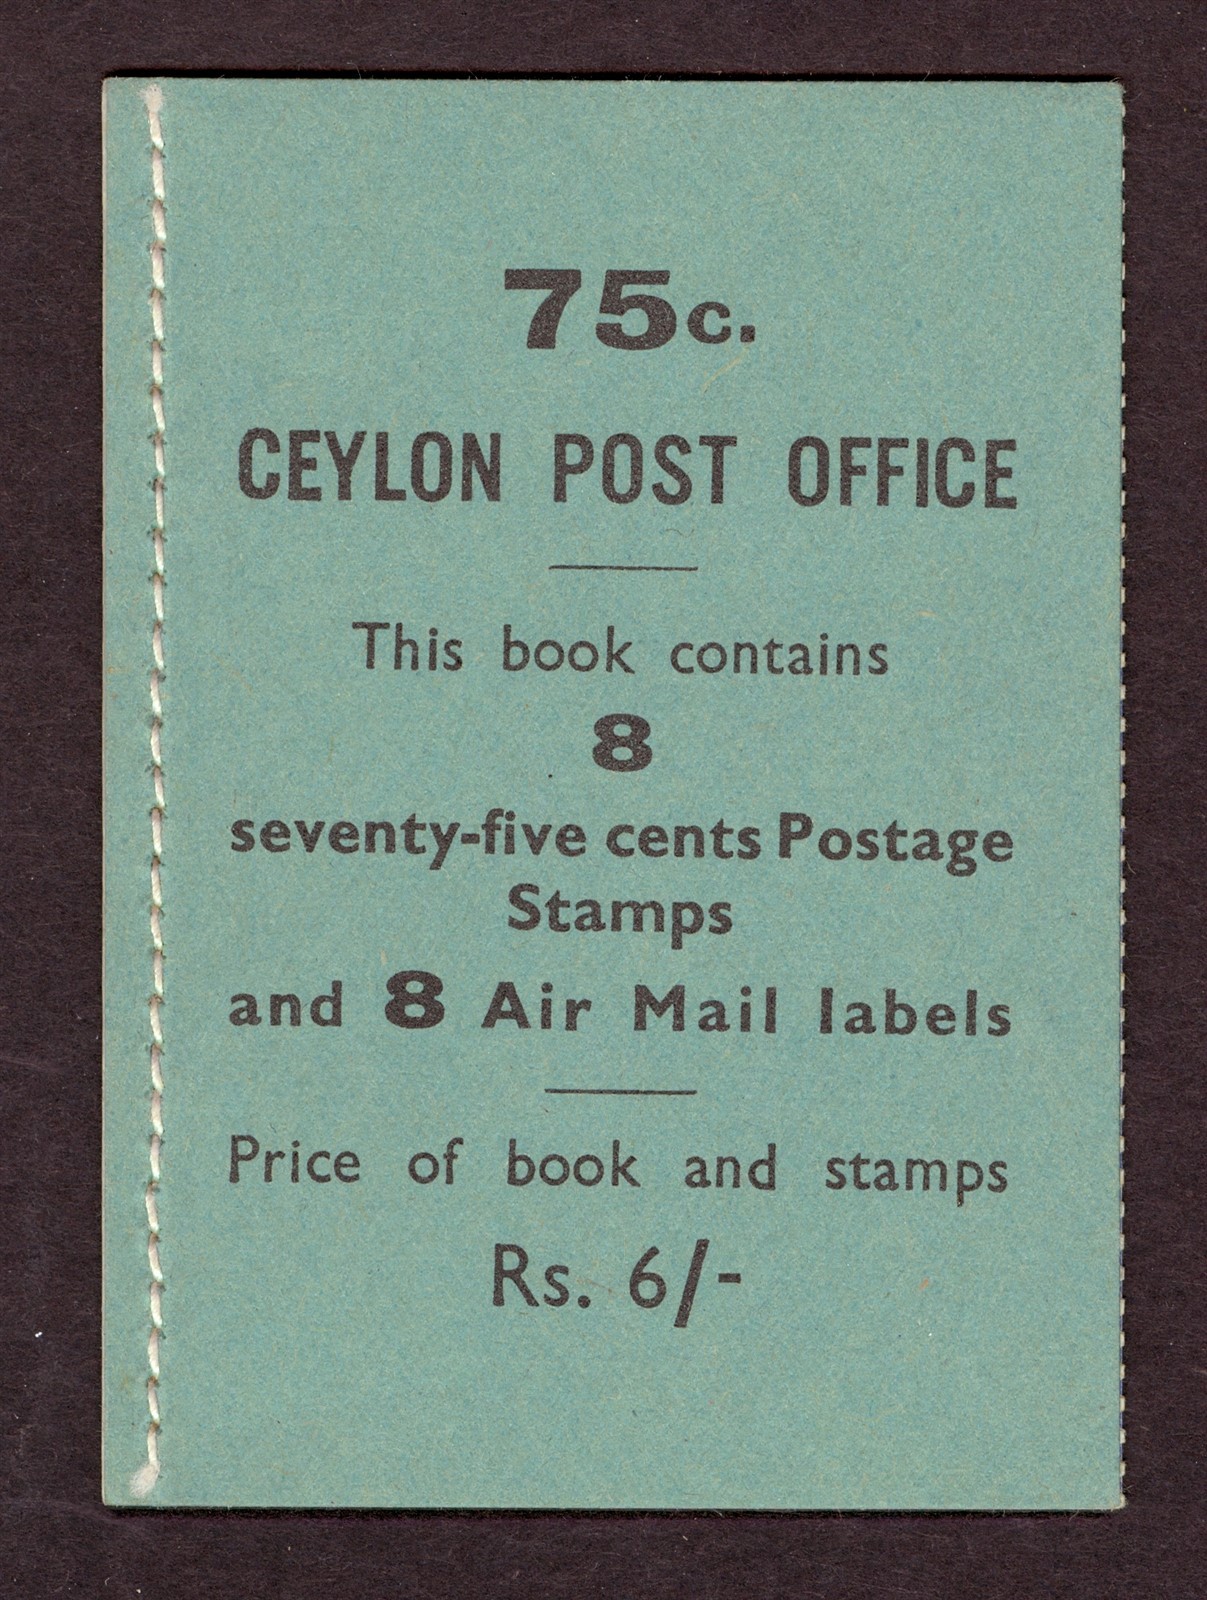 75c.
CEYLON POST OFFICE
This book contains
8
seventy-five cents Postage
Stamps
and 8 Air Mail labels
Price of book and stamps
Rs. 6/-